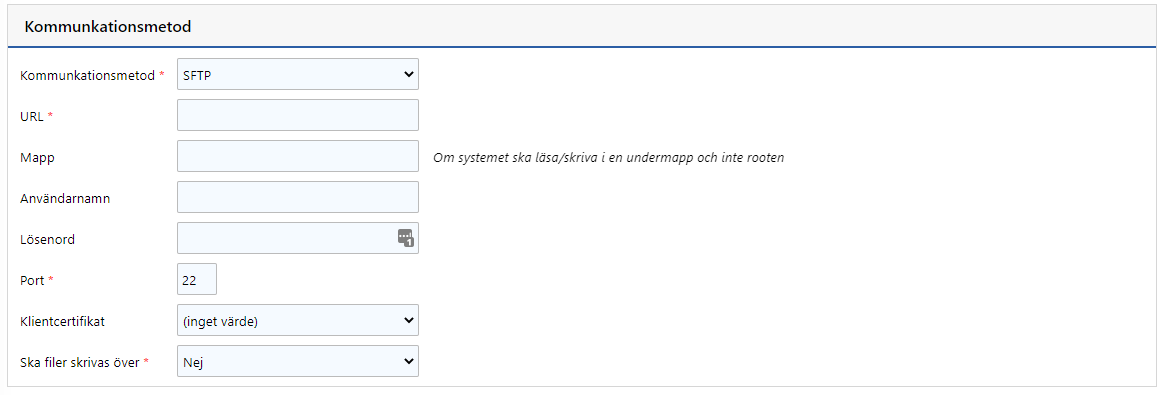 Kommunkationsmetod
Kommunkationsmetod * SFTP
URL *
Mapp Om systemet ska läsa/skriva i en undermapp och inte rooten
Användarnamn
Lösenord 1
Port * 22
Klientcertifikat (inget värde)
Ska filer skrivas över * Nej